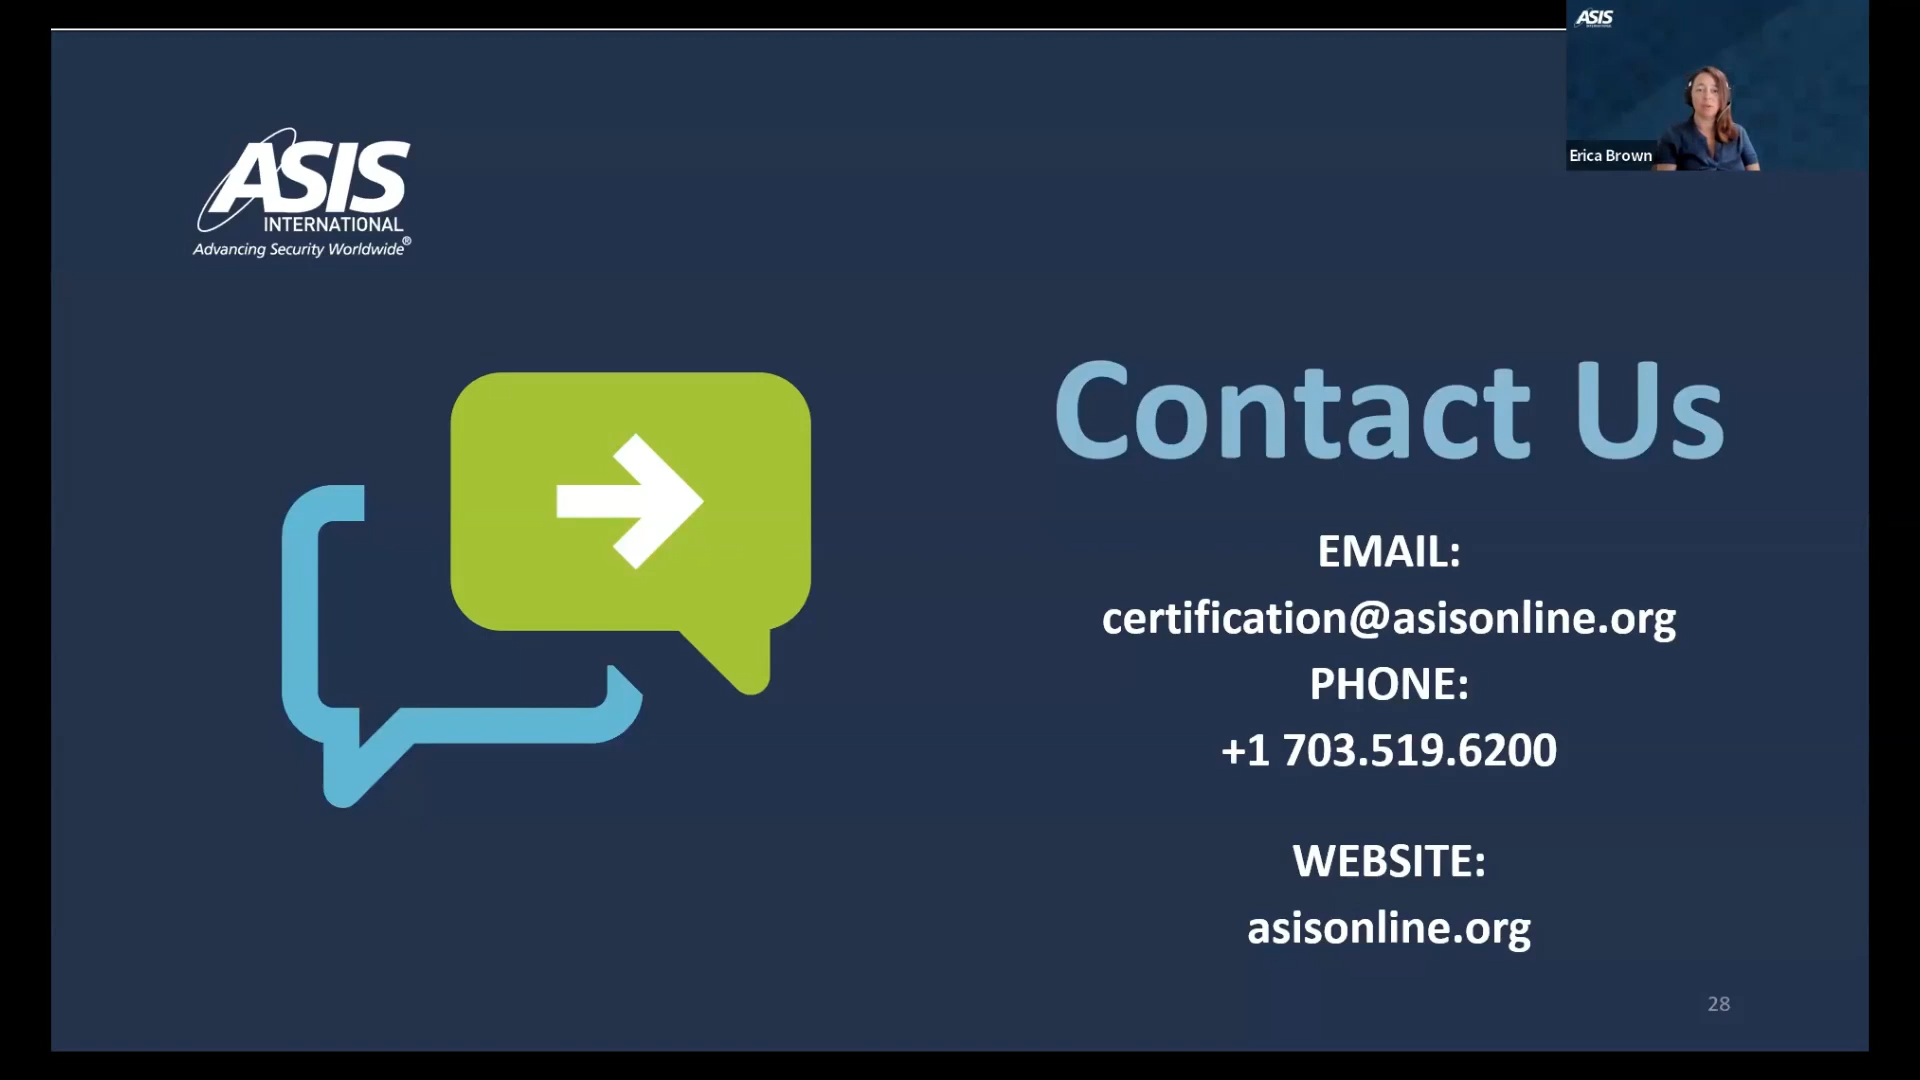 ASIS
INTERNATIONAL
Advancing Security Worldwide®
ASIS
INTERNATIONAL
Erica Brown
Contact Us
EMAIL:
certification@asisonline.org
PHONE:
+1 703.519.6200
WEBSITE:
asisonline.org
28